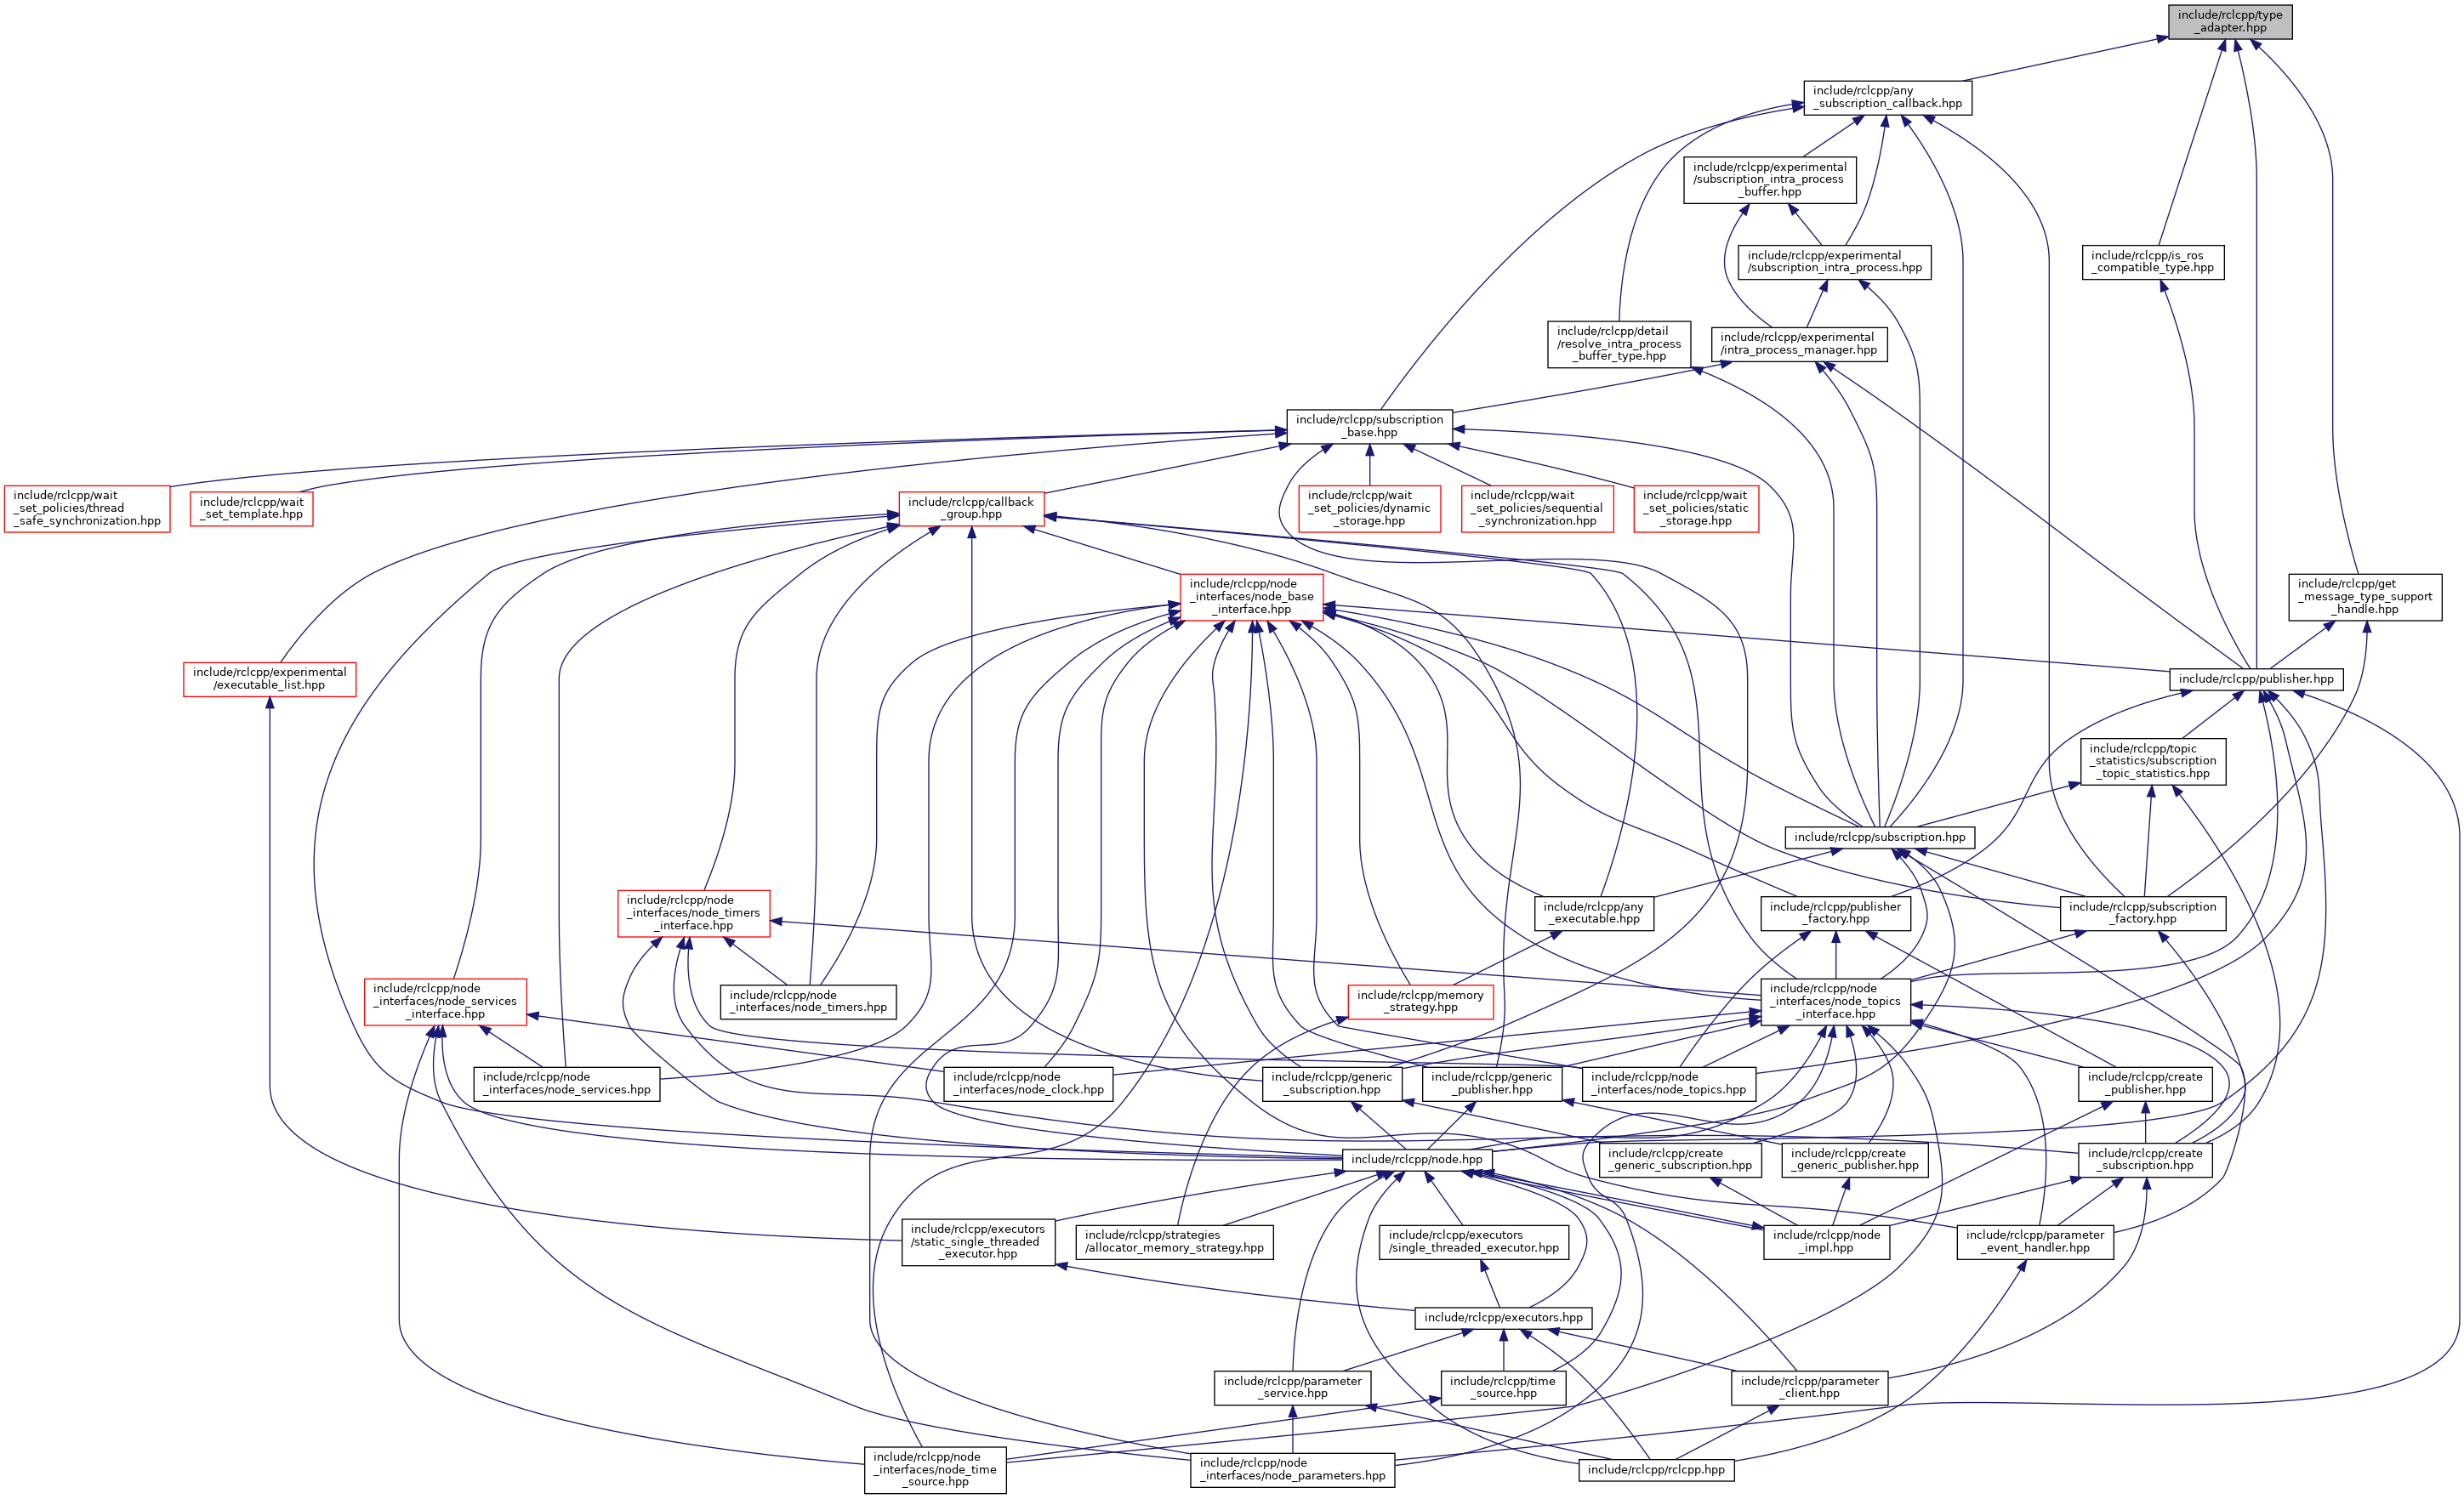 include/rclcpp/type
_adapter.hpp
include/rclcpp/any
_subscription_callback.hpp
include/rclcpp/experimental
/subscription_intra_process
_buffer.hpp
include/rclcpp/experimental
/subscription_intra_process.hpp
include/rclcpp/is_ros
_compatible_type.hpp
include/rclcpp/detail
/resolve_intra_process
_buffer_type.hpp
include/rclcpp/experimental
/intra_process_manager.hpp
include/rclcpp/subscription
_base.hpp
include/rclcpp/wait
_set_policies/thread
_safe_synchronization.hpp
include/rclcpp/wait
_set_template.hpp
include/rclcpp/callback
_group.hpp
include/rclcpp/wait
_set_policies/dynamic
_storage.hpp
include/rclcpp/wait
_set_policies/sequential
_synchronization.hpp
include/rclcpp/wait
_set_policies/static
_storage.hpp
include/rclcpp/node
_interfaces/node_base
_interface.hpp
include/rclcpp/get
_message_type_support
_handle.hpp
include/rclcpp/experimental
/executable_list.hpp
include/rclcpp/publisher.hpp
include/rclcpp/topic
_statistics/subscription
_topic_statistics.hpp
include/rclcpp/subscription.hpp
include/rclcpp/node
_interfaces/node_timers
_interface.hpp
include/rclcpp/any
_executable.hpp
include/rclcpp/publisher
_factory.hpp
include/rclcpp/subscription
_factory.hpp
include/rclcpp/node
_interfaces/node_services
_interface.hpp
include/rclcpp/node
_interfaces/node_timers.hpp
include/rclcpp/memory
_strategy.hpp
include/rclcpp/node
_interfaces/node_topics
_interface.hpp
include/rclcpp/node
_interfaces/node_services.hpp
include/rclcpp/node
_interfaces/node_clock.hpp
include/rclcpp/generic
_subscription.hpp
include/rclcpp/generic
_publisher.hpp
include/rclcpp/node
_interfaces/node_topics.hpp
include/rclcpp/create
_publisher.hpp
include/rclcpp/node.hpp
include/rclcpp/create
_generic_subscription.hpp
include/rclcpp/create
_generic_publisher.hpp
include/rclcpp/create
_subscription.hpp
include/rclcpp/executors
/static_single_threaded
_executor.hpp
include/rclcpp/strategies
/allocator_memory_strategy.hpp
include/rclcpp/executors
/single_threaded_executor.hpp
include/rclcpp/node
_impl.hpp
include/rclcpp/parameter
_event_handler.hpp
include/rclcpp/executors.hpp
include/rclcpp/parameter
_service.hpp
include/rclcpp/time
_source.hpp
include/rclcpp/parameter
_client.hpp
include/rclcpp/node
_interfaces/node_time
_source.hpp
include/rclcpp/node
_interfaces/node_parameters.hpp
include/rclcpp/rclcpp.hpp